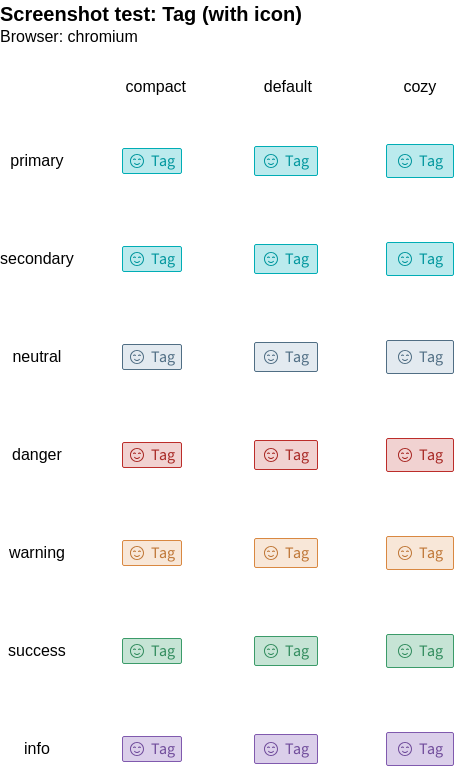 Screenshot test: Tag (with icon)
Browser: chromium
compact default cozy
primary Tag Tag Tag
secondary Tag Tag Tag
neutral Tag Tag Tag
danger Tag Tag Tag
warning Tag Tag Tag
success Tag Tag Tag
info Tag Tag Tag